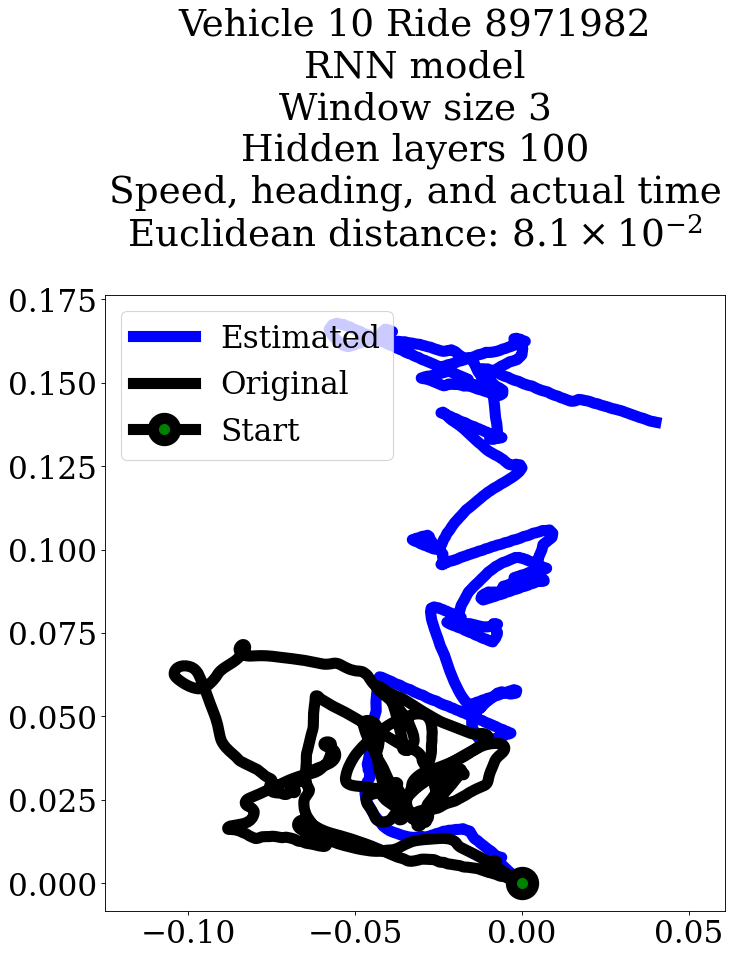 Vehicle 10 Ride 8971982
RNN model
Window size 3
Hidden layers 100
Speed, heading, and actual time
Euclidean distance: 8.1 × 10⁻²
0.175
0.150
0.125
0.100
0.075
0.050
0.025
0.000
Estimated
Original
Start
−0.10
−0.05
0.00
0.05